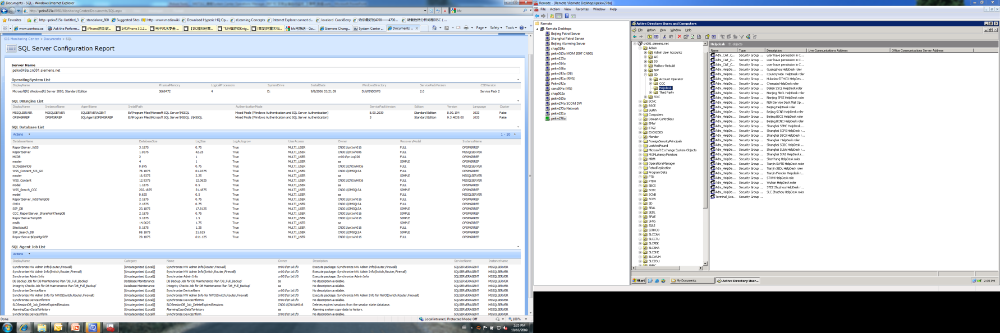 Documents - SQL - Windows Internet Explorer
http://pekw515a:8080/MonitoringCenter/Documents/SQL.aspx
kfc
Favorites
http--pekw515a-Untitled_3
standalone_800
Suggested Sites
http--www.mediawiki
Download Hyperic HQ Op...
eLearning Concepts
Internet Explorer cannot d...
lovelord CrackBerry
www.contoso.se
Ask the Perform...
System Center ...
Siemens Chang...
Documents ...
Page
Safety
Tools
SIS Monitoring Center > Documents > SQL
SQL Server Configuration Report
Server Name
pekw049a.cn001.siemens.net
OperatingSystem List
DisplayName PhysicalMemory LogicalProcessors SystemDrive InstallDate WindowsDirectory ServicePackVersion CSDVersion
Microsoft(R) Windows(R) Server 2003, Standard Edition 3669472 4 D: 9/8/2006 03:21:09 D:\WINDOWS 2.0 Service Pack 2
SQL DBEngine List
DisplayName InstanceName AgentName InstallPath AuthenticationMode ServicePackVersion Edition Version Language Cluster
MSSQLSERVER MSSQLSERVER SQLSERVERAGENT E:\Program Files\Microsoft SQL Server\MSSQL Mixed Mode (Windows Authentication and SQL Server Authentication) 8.00.2039 Standard Edition 8.00.194 1033 False
OPSMGRREP OPSMGRREP SQLAgent$OPSMGRREP E:\Program Files\Microsoft SQL Server\MSSQL.1\MSSQL Mixed Mode (Windows Authentication and SQL Server Authentication) 3 Standard Edition 9.3.4035.00 1033 False
SQL Database List
Actions 1 - 20
DatabaseName DatabaseSize LogSize LogAutogrow UserAccess Owner RecoveryModel InstanceName
ReportServer_WSS 3.1875 0.75 True MULTI_USER CN001\cn1wh016 FULL OPSMGRREP
ReportServer 1.9375 42.25 True MULTI_USER CN001\cn1wh006 FULL MSSQLSERVER
MCDB 2 1 True MULTI_USER cn001\cn1cq026 FULL OPSMGRREP
master 4 1 True MULTI_USER sa SIMPLE OPSMGRREP
SLDSessionDB 0.875 0.75 True MULTI_USER CN001\CN1WH016 FULL MSSQLSERVER
WSS_Content_SIS_GO 78.1875 61.9375 True MULTI_USER CN001\OMSQLSA FULL OPSMGRREP
master 16.9375 2.25 True MULTI_USER sa SIMPLE MSSQLSERVER
WSS_Content 12.9375 12.0625 True MULTI_USER CN001\CN1WH016 FULL MSSQLSERVER
model 1.1875 0.5 True MULTI_USER sa FULL OPSMGRREP
WSS_Search_CCC 202.1875 51.1875 True MULTI_USER CN001\OMSQLSA SIMPLE OPSMGRREP
model 0.625 0.5 True MULTI_USER sa FULL MSSQLSERVER
ReportServer_WSSTempDB 2.1875 0.75 True MULTI_USER CN001\cn1wh016 SIMPLE OPSMGRREP
CM01 2.1875 0.75 True MULTI_USER CN001\cn1wh016 FULL OPSMGRREP
SSP_DB 23.1875 17.8125 True MULTI_USER CN001\OMSQLSA SIMPLE OPSMGRREP
CCC_ReportServer_SharePointTempDB 2.1875 0.75 True MULTI_USER CN001\cn1wh016 SIMPLE OPSMGRREP
ReportServerTempDB 3.1875 1.5 True MULTI_USER CN001\cn1wh016 SIMPLE OPSMGRREP
msdb 14.0625 1.75 True MULTI_USER sa SIMPLE OPSMGRREP
SilectVault3 5.1875 1.25 True MULTI_USER CN001\cn1wh016 FULL OPSMGRREP
SSP_Search_DB 88.1875 21.625 True MULTI_USER CN001\OMSQLSA SIMPLE OPSMGRREP
ReportServer$OpsMgrREP 29.1875 611.125 True MULTI_USER CN001\cn1wh016 FULL OPSMGRREP
SQL Agent Job List
Actions
DisplayName Category Name Owner Description ServiceName InstanceName
Synchronize NW Admin Info(Router,Firewall) [Uncategorized (Local)] Synchronize NW Admin Info(Router,Firewall) cn001\cn1xl1f0 Execute package: Synchronize NW Admin Info(Router,Firewall) SQLSERVERAGENT MSSQLSERVER
Synchronize NW Admin Info(Switch,Router,Firewall) [Uncategorized (Local)] Synchronize NW Admin Info(Switch,Router,Firewall) cn001\cn1xl1f0 Execute package: Synchronize NW Admin Info(Switch,Router,Firewall) SQLSERVERAGENT MSSQLSERVER
Synchronize Admin Info [Uncategorized (Local)] Synchronize Admin Info cn001\cn1xl1f0 Execute package: Synchronize Admin Info SQLSERVERAGENT MSSQLSERVER
DB Backup Job for DB Maintenance Plan 'DB_Full_Backup' Database Maintenance DB Backup Job for DB Maintenance Plan 'DB_Full_Backup' sa No description available. SQLSERVERAGENT MSSQLSERVER
Integrity Checks Job for DB Maintenance Plan 'DB_Full_Backup' Database Maintenance Integrity Checks Job for DB Maintenance Plan 'DB_Full_Backup' sa No description available. SQLSERVERAGENT MSSQLSERVER
Synchronize DeviceAlarm [Uncategorized (Local)] Synchronize DeviceAlarm cn001\cn1xl1f0 No description available. SQLSERVERAGENT MSSQLSERVER
Synchronize NW Admin Info for NWO(Switch,Router,Firewall) [Uncategorized (Local)] Synchronize NW Admin Info for NWO(Switch,Router,Firewall) cn001\cn1xl1f0 Execute package: Synchronize NW Admin Info(Switch,Router,Firewall) SQLSERVERAGENT MSSQLSERVER
Synchronize DeviceInformW [Uncategorized (Local)] Synchronize DeviceInformW cn001\cn1xl1f0 No description available. SQLSERVERAGENT MSSQLSERVER
SLDSessionDB_Job_DeleteExpiredSessions [Uncategorized (Local)] SLDSessionDB_Job_DeleteExpiredSessions CN001\CN1WH016 Deletes expired sessions from the session state database. SQLSERVERAGENT MSSQLSERVER
AlarmingCopyDataToHistory [Uncategorized (Local)] AlarmingCopyDataToHistory sa Alarming system copy data to history. SQLSERVERAGENT MSSQLSERVER
Synchronize DeviceInform [Uncategorized (Local)] Synchronize DeviceInform cn001\cn1xl1f0 No description available. SQLSERVERAGENT MSSQLSERVER
Done Local intranet | Protected Mode: Off 100%
2:35 PM
10/16/2009
Remote - [Remote \Remote Desktops\pekw276a]
File Action View Favorites Window Help
Remote
Remote Desktops
Beijing Patrol Server
Shanghai Patrol Server
Beijing Alarming Server
shap019a
pekw515a MOM 2007 CN001
pekw155a
pekw514a
pekw536a
pekw243a (DB)
pekw241a (RMS)
Pekw242a
canx504a (MS)
shap502a
pekw535a
pekw274a SCOM DW
pekw275a Network
pekw231a
pekw276a
Active Directory Users and Computers
File Action View Window Help
cn001.siemens.net
Admin
Admin User Accounts
AO
DS
Mailbox-Rebuild
NW
SD
Account Operator
CCC
Helpdesk
Third Party
SOC
BCNC
BSCE
Builtin
Computers
Domain Controllers
EMW
ETGZ
EXCH2003
Flender
ForeignSecurityPrincipals
LostAndFound
Microsoft Exchange System Objects
MOMLatencyMonitors
MRM
OperationsManager
PatrolReplication
Program Data
PTD
PTDH
SBCS
SCBC
SCNB
SCPS
SD
SEAL
SEDL
SFAE
SHYS
SIAS
SITHCO
SLCCAN
SLCCTU
SLCPEK
SLCSHA
SLCSHE
SLCWUH
SLCZOU
Helpdesk 31 objects
Name Type Description Live Communications Address Office Communications Server Address
Adm_CAT_C... Security Group ... user have permission in C...
Adm_CAT_C... Security Group ... user have permission in C...
Adm_CAT_C... Security Group ... user have permission in C...
Adm_HelpDe... Security Group ... Guangzhou HelpDesk roler
Adm_HelpDe... Security Group ... Countrywide HelpDesk roler
Adm_HelpDe... Security Group ... Huludao SITHCO HelpDes...
Adm_HelpDe... Security Group ... Chengdu HelpDesk roler
Adm_HelpDe... Security Group ... Dalian SSCL HelpDesk roler
Adm_HelpDe... Security Group ... Nanjing SNCL HelpDesk roler
Adm_HelpDe... Security Group ... Nanjing SPSE HelpDesk roler
Adm_HelpDe... Security Group ... NSN Service Desk Mail Op...
Adm_HelpDe... Security Group ... Beijing HelpDesk roler
Adm_HelpDe... Security Group ... Beijing SCNB HelpDesk roler
Adm_HelpDe... Security Group ... Beijing BSCE HelpDesk roler
Adm_HelpDe... Security Group ... Beijing BCNC HelpDesk roler
Adm_HelpDe... Security Group ... Shanghai SSMC HelpDesk ...
Adm_HelpDe... Security Group ... Shanghai SCPS HelpDesk r...
Adm_HelpDe... Security Group ... Shanghai SBCS HelpDesk r...
Adm_HelpDe... Security Group ... Shanghai HelpDesk roler
Adm_HelpDe... Security Group ... Shanghai SCBC HelpDesk ...
Adm_HelpDe... Security Group ... Shanghai SLGA HelpDesk r...
Adm_HelpDe... Security Group ... Shanghai SIAS HelpDesk r...
Adm_HelpDe... Security Group ... ShenYang HelpDesk roler
Adm_HelpDe... Security Group ... Tianjin SWTE HelpDesk roler
Adm_HelpDe... Security Group ... Tianjin SEDL HelpDesk roler
Adm_HelpDe... Security Group ... Tianjin Flender HelpDesk roler
Adm_HelpDe... Security Group ... STWH HelpDesk roler
Adm_HelpDe... Security Group ... Wuhan HelpDesk roler
Adm_HelpDe... Security Group ... STEZ Zhuzhou HelpDesk r...
Adm_HelpDe... Security Group ... SLC Zhuzhou HelpDesk roler
Terminal_Use... Security Group ...
Start My Documents Active Directory User... 2:35 PM